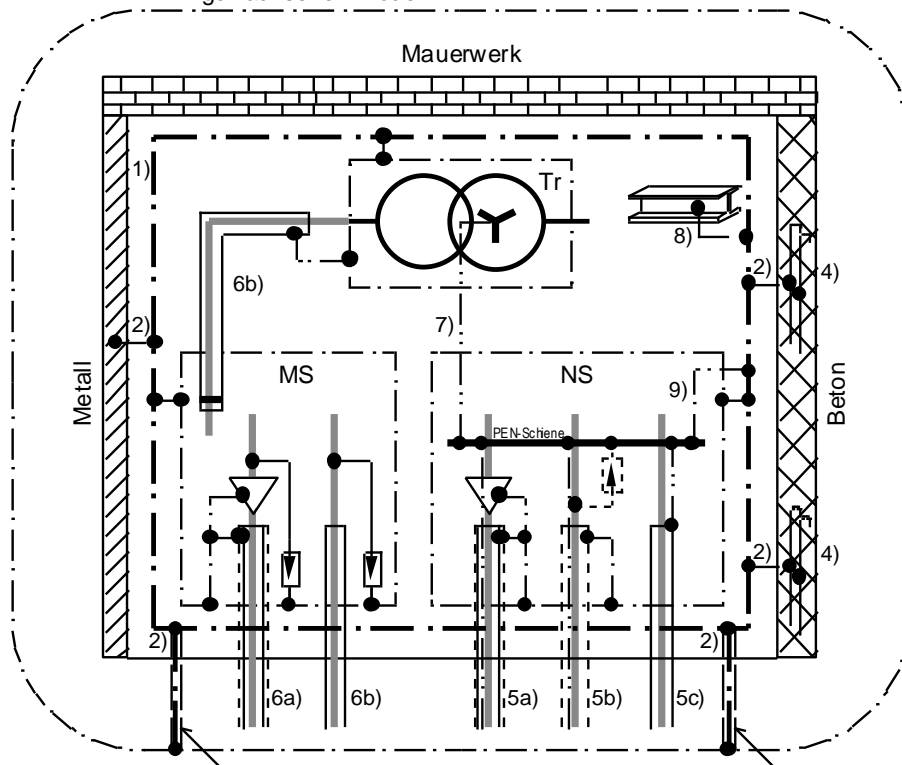 Mauerwerk
1)
Tr
8)
2)
4)
6b)
7)
2)
MS
NS
9)
Metall
Beton
PEN-Schiene
2)
4)
2)
2)
6a)
6b)
5a)
5b)
5c)